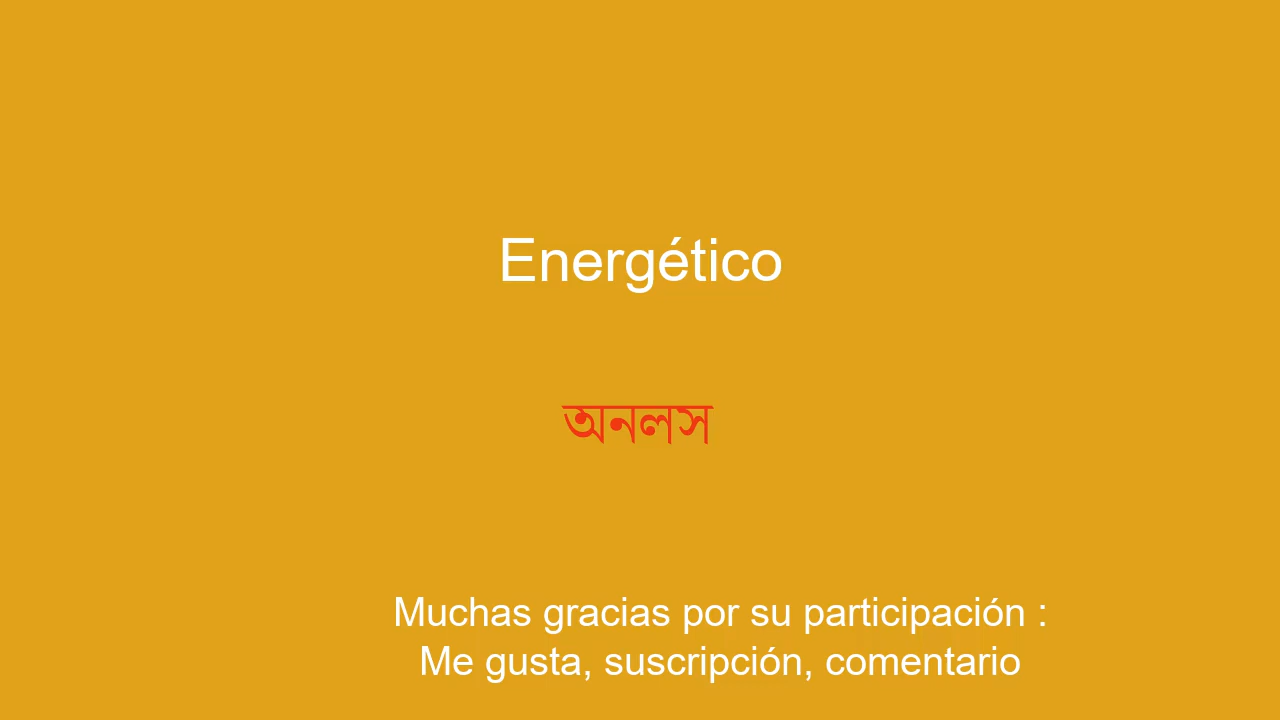 Energético
অনলস
Muchas gracias por su participación :
Me gusta, suscripción, comentario